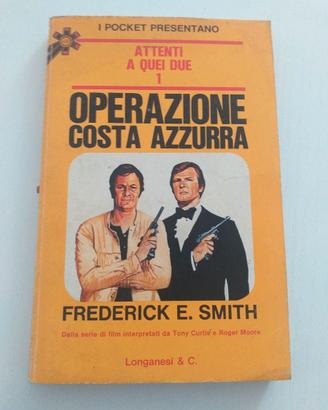 I POCKET PRESENTANO
ATTENTI
A QUEI DUE
1
OPERAZIONE
COSTA AZZURRA
FREDERICK E. SMITH
Dalla serie di film interpretati da Tony Curtis e Roger Moore
Longanesi & C.